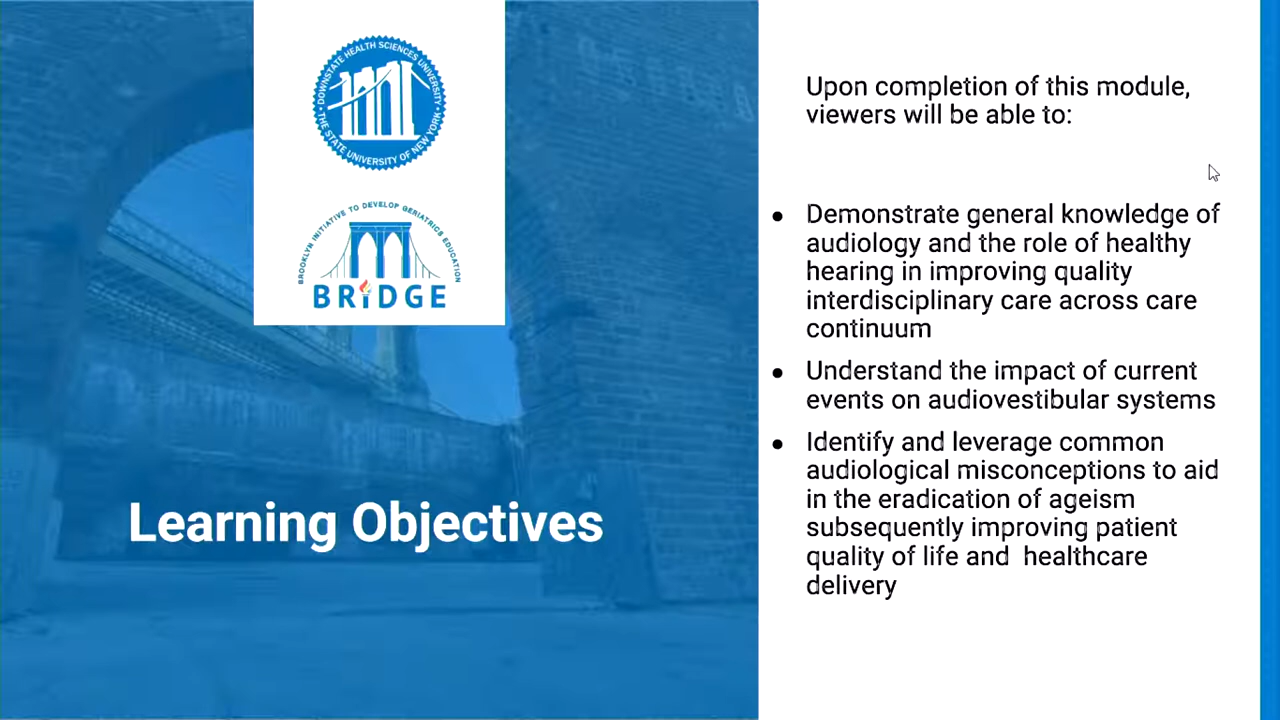 DOWNSTATE HEALTH SCIENCES UNIVERSITY
THE STATE UNIVERSITY OF NEW YORK
BROOKLYN INITIATIVE TO DEVELOP GERIATRICS EDUCATION
BRIDGE
Learning Objectives
Upon completion of this module,
viewers will be able to:
• Demonstrate general knowledge of
audiology and the role of healthy
hearing in improving quality
interdisciplinary care across care
continuum
• Understand the impact of current
events on audiovestibular systems
• Identify and leverage common
audiological misconceptions to aid
in the eradication of ageism
subsequently improving patient
quality of life and  healthcare
delivery